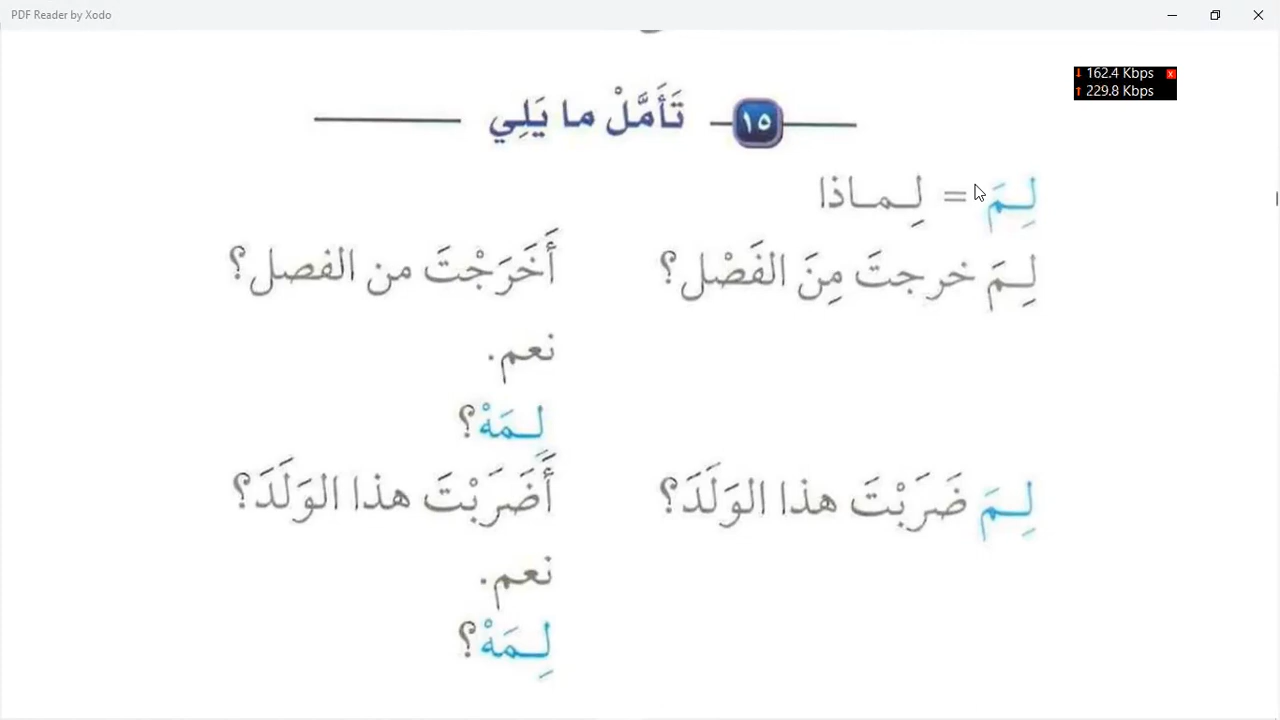 PDF Reader by Xodo
↓ 162.4 Kbps x
↑ 229.8 Kbps
١٥ تَأَمَّلْ ما يَلِي
لِـمَ = لِـمـاذا
لِـمَ خرجتَ مِنَ الفَصْل؟
أَخَرَجْتَ من الفصل؟
نعم.
لِـمَهْ؟
لِـمَ ضَرَبْتَ هذا الوَلَدَ؟
أَضَرَبْتَ هذا الوَلَدَ؟
نعم.
لِـمَهْ؟